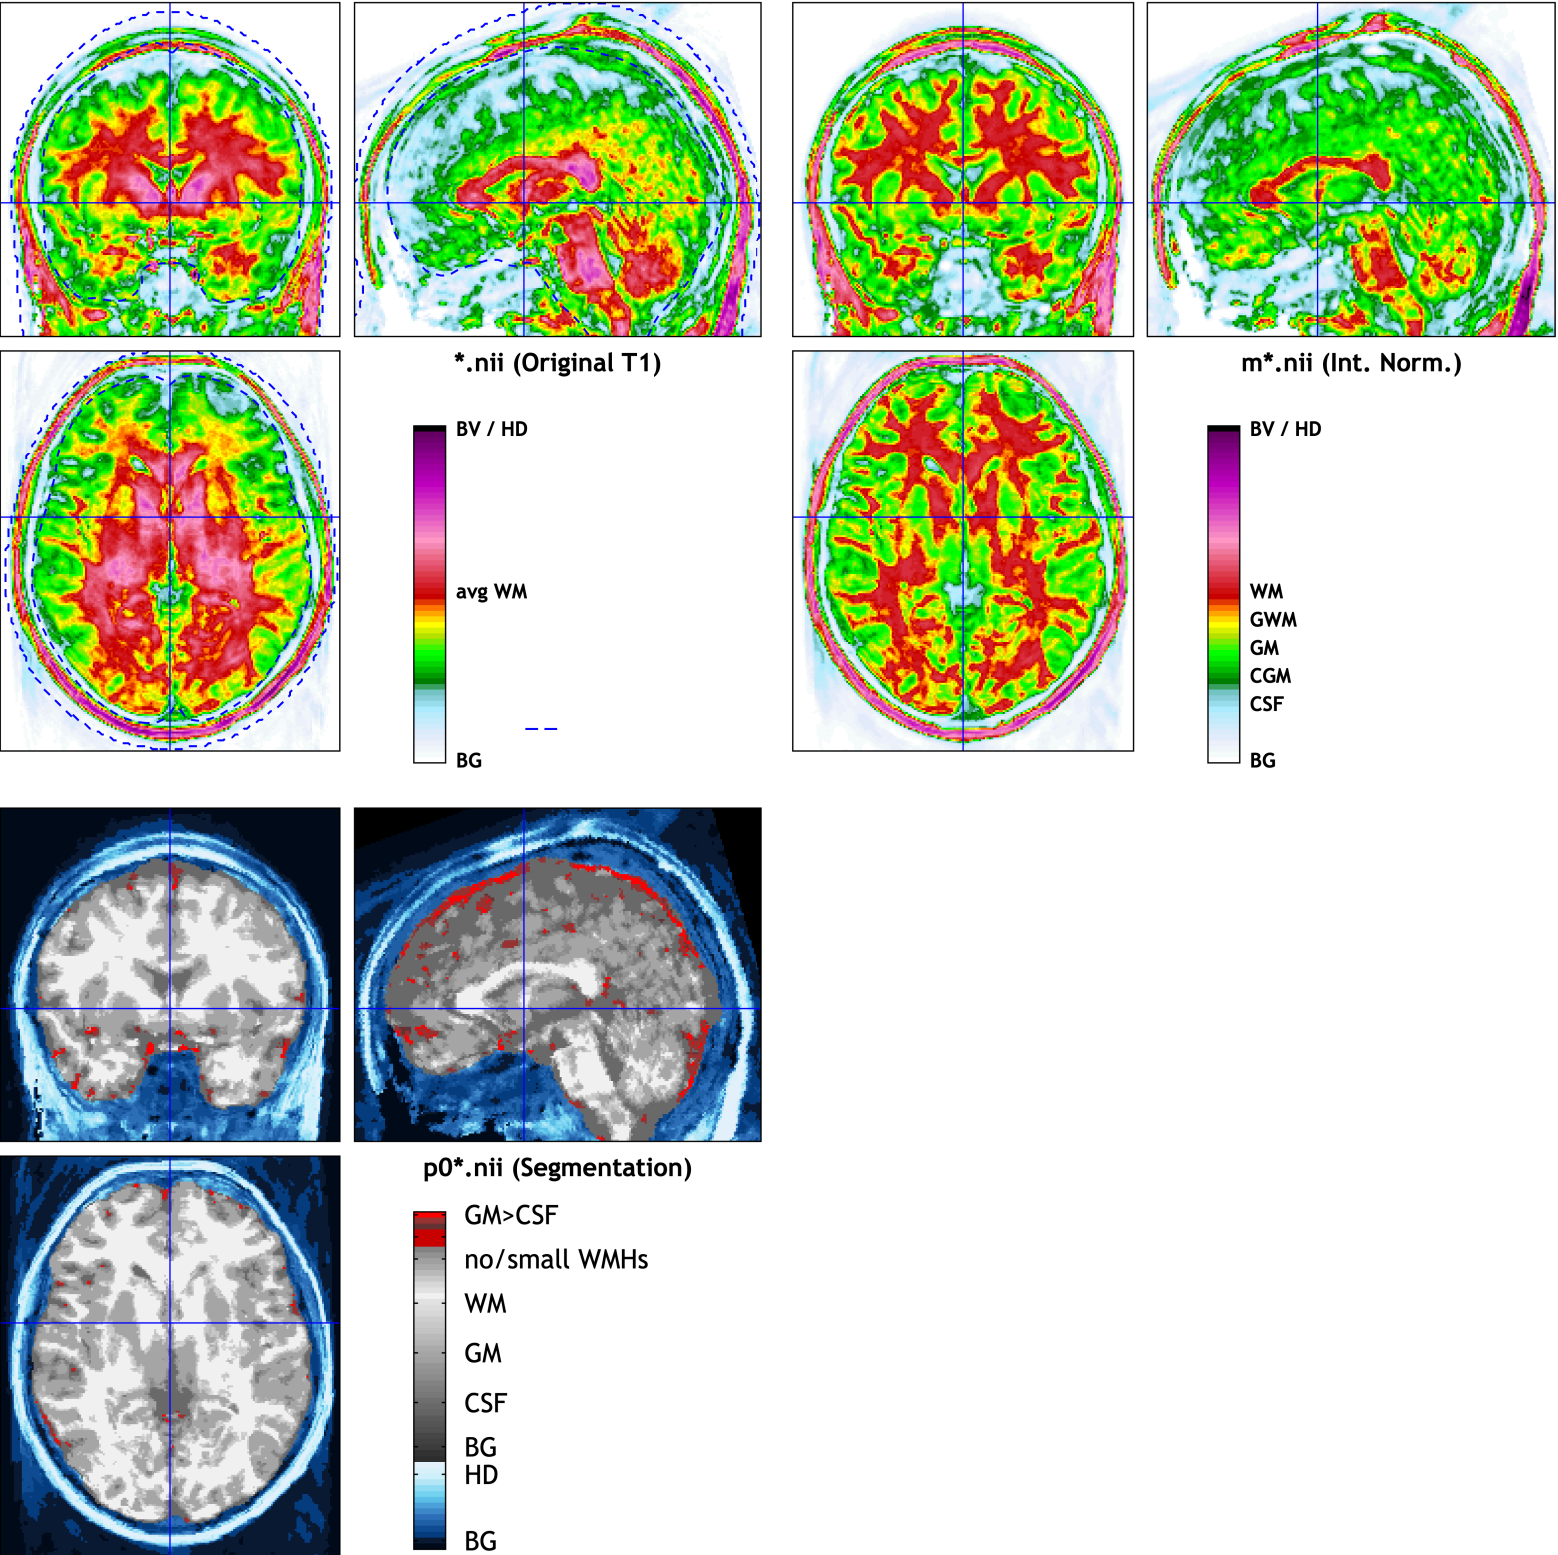 *.nii (Original T1)
BV / HD
avg WM
BG
m*.nii (Int. Norm.)
BV / HD
WM
GWM
GM
CGM
CSF
BG
p0*.nii (Segmentation)
GM>CSF
no/small WMHs
WM
GM
CSF
BG
HD
BG